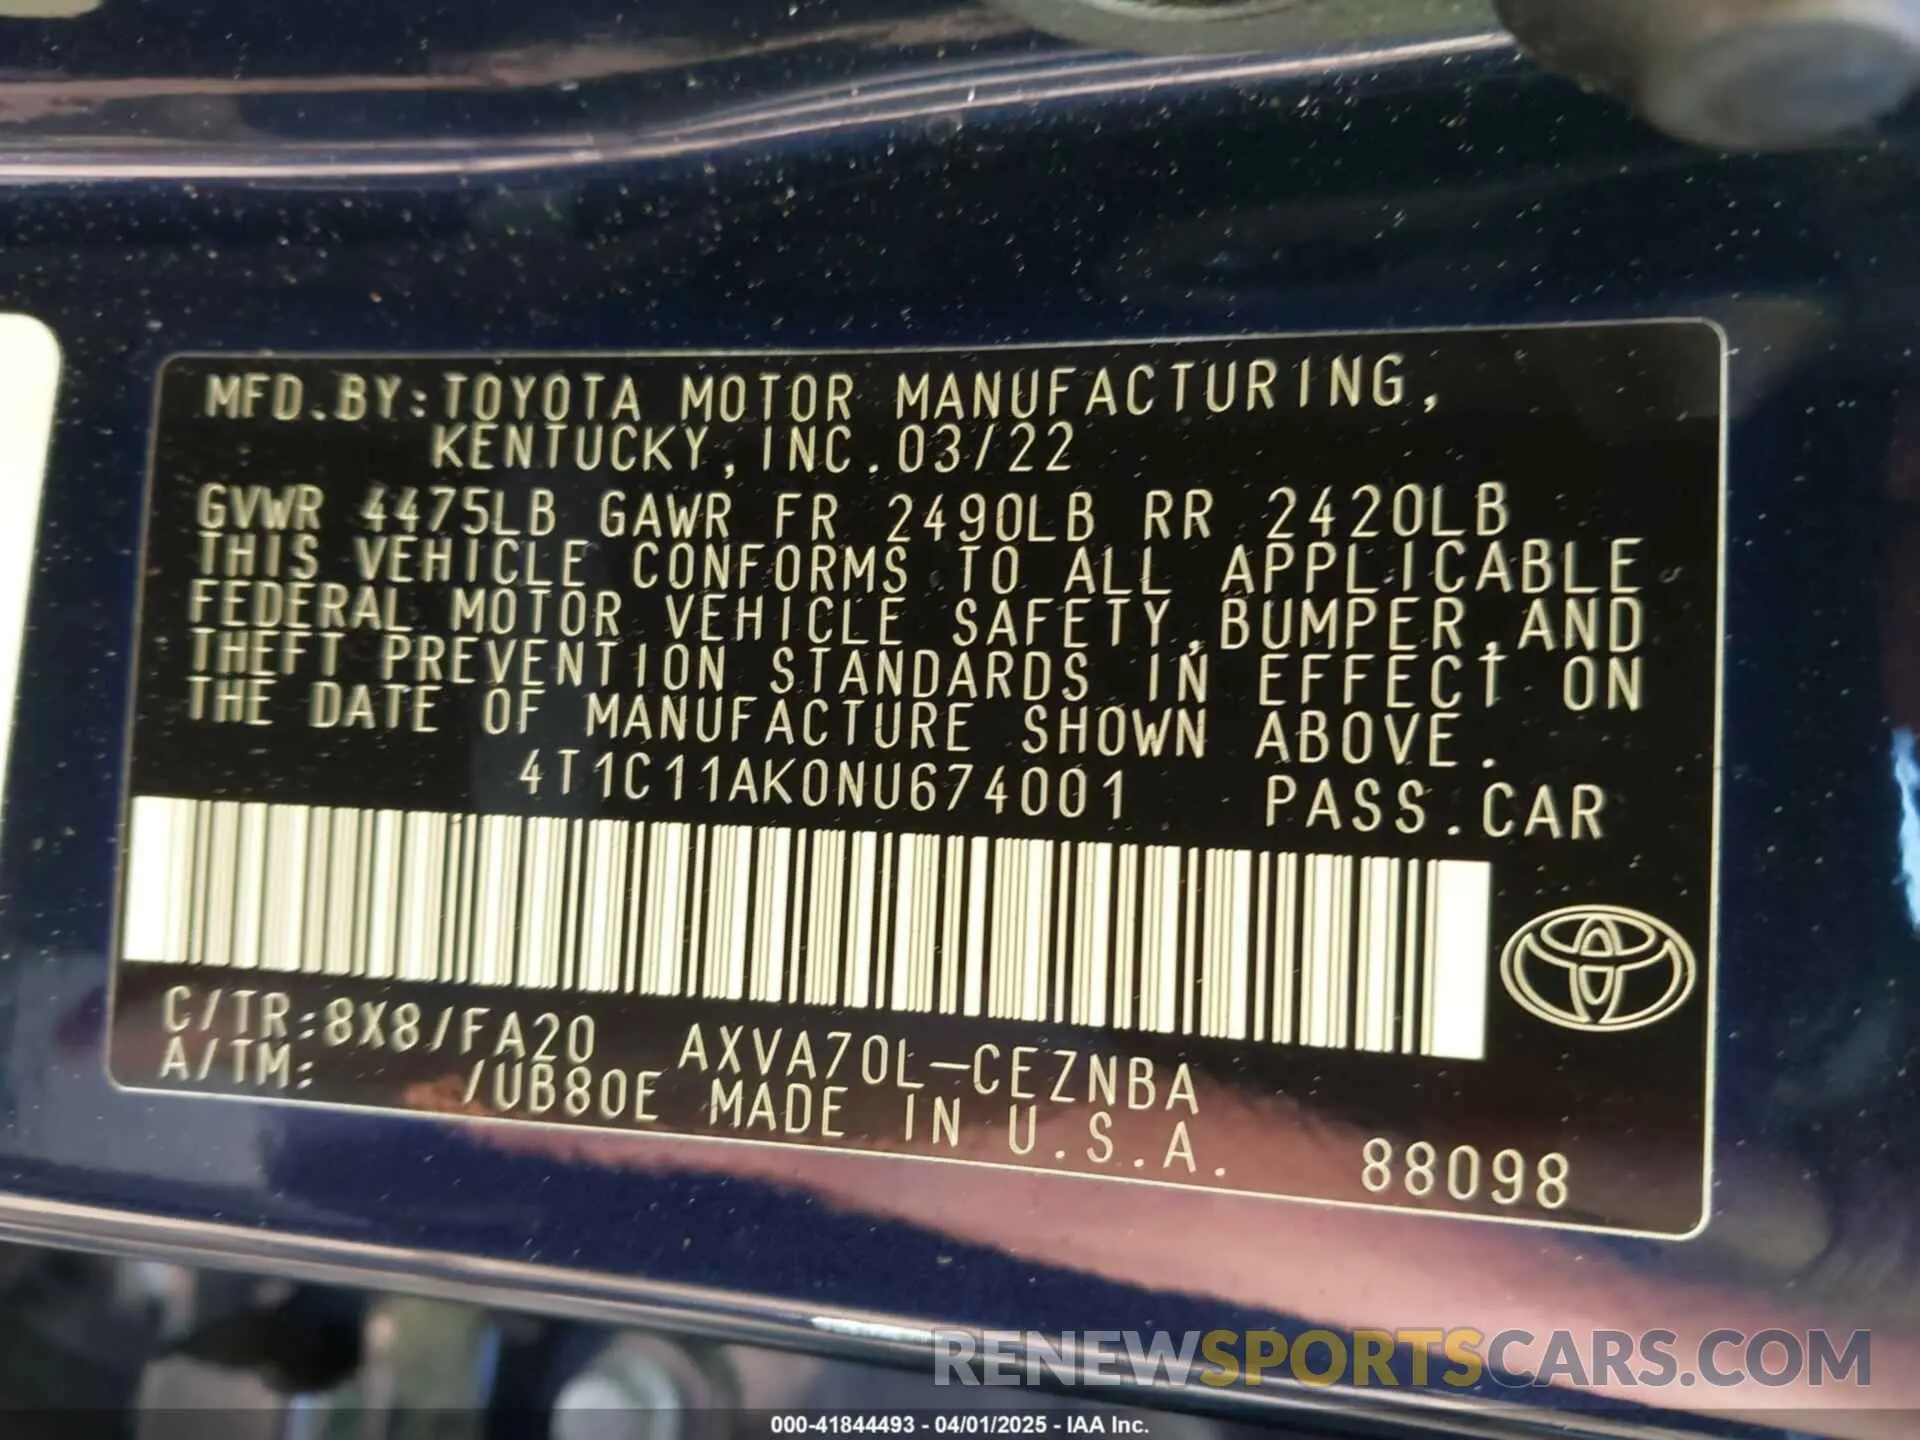 MFD.BY:TOYOTA MOTOR MANUFACTURING,
KENTUCKY, INC. 03/22
GVWR 4475LB GAWR FR 2490LB RR 2420LB
THIS VEHICLE CONFORMS TO ALL APPLICABLE
FEDERAL MOTOR VEHICLE SAFETY,BUMPER,AND
THEFT PREVENTION STANDARDS IN EFFECT ON
THE DATE OF MANUFACTURE SHOWN ABOVE.
4T1C11AK0NU674001 PASS.CAR
C/TR:8X8/FA20 AXVA70L-CEZNBA
A/TM: /UB80E MADE IN U.S.A.
88098
RENEWSPORTSCARS.COM
000-41844493 - 04/01/2025 - IAA Inc.